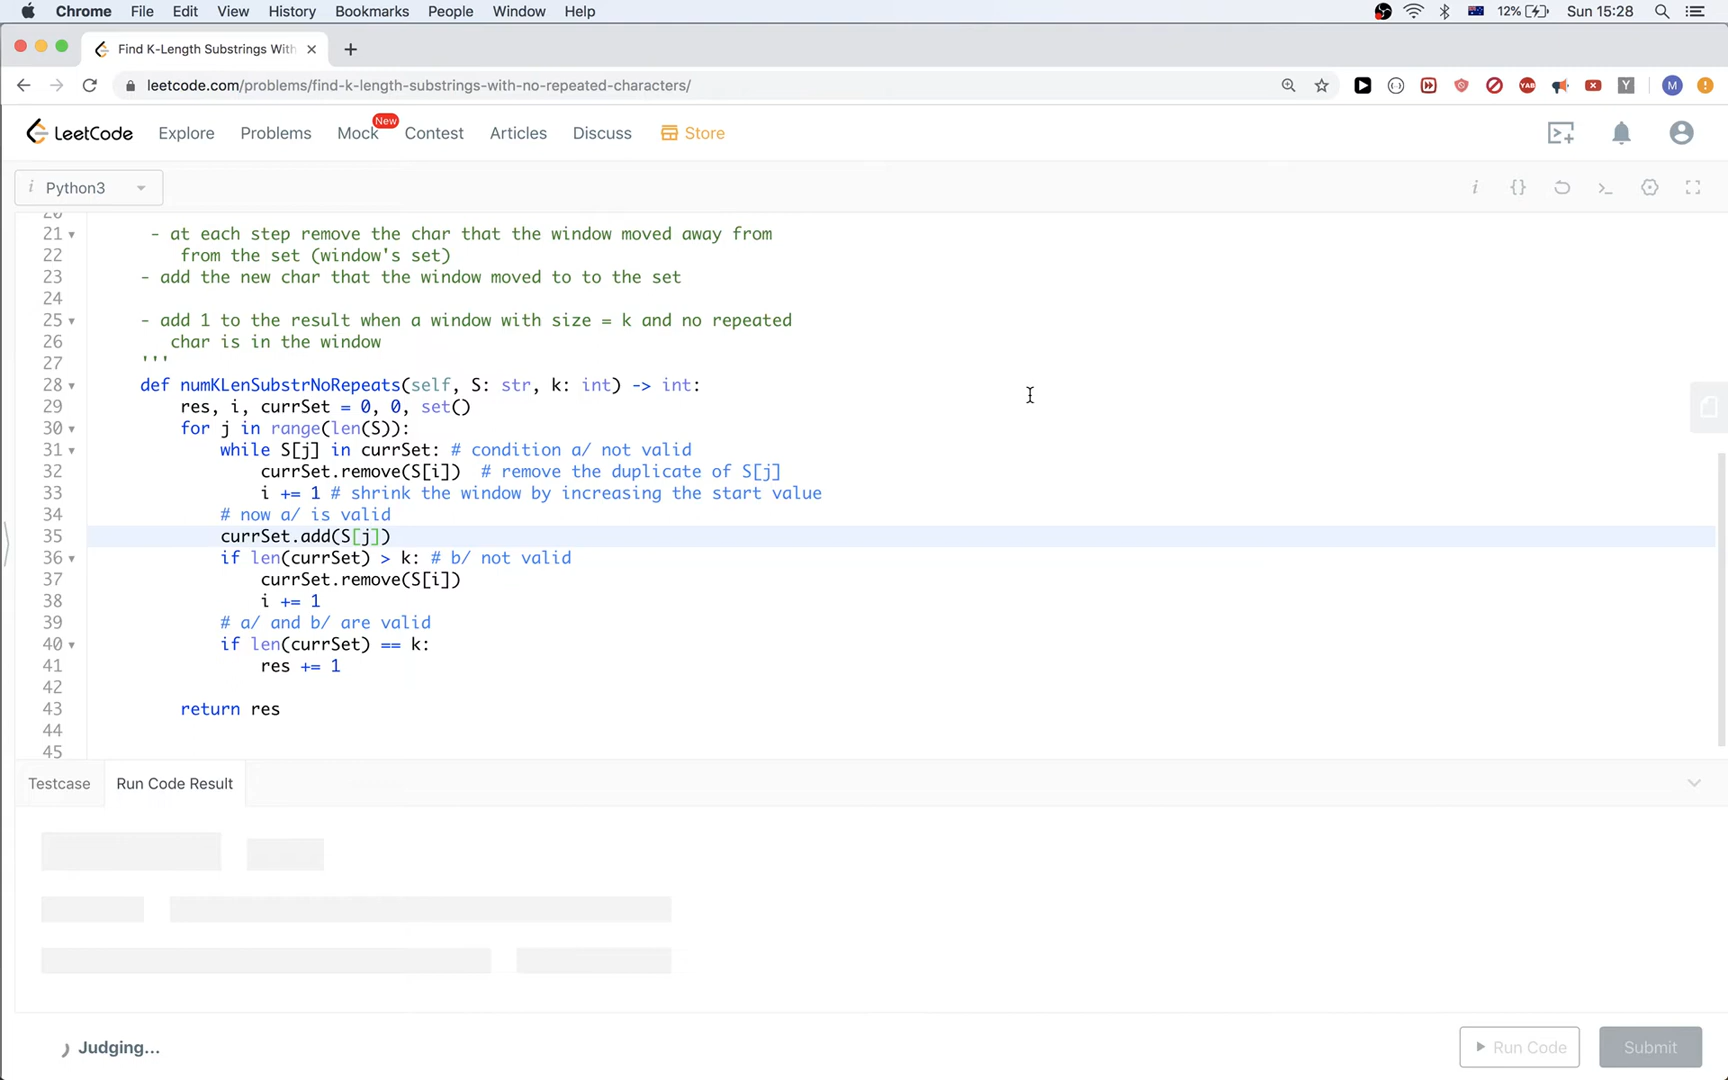 Chrome File Edit View History Bookmarks People Window Help 12% Sun 15:28
Find K-Length Substrings With
leetcode.com/problems/find-k-length-substrings-with-no-repeated-characters/
YAB Y M
LeetCode Explore Problems Mock New Contest Articles Discuss Store
i Python3 i {} >_
20
21 - at each step remove the char that the window moved away from
22 from the set (window's set)
23 - add the new char that the window moved to to the set
24
25 - add 1 to the result when a window with size = k and no repeated
26 char is in the window
27 '''
28 def numKLenSubstrNoRepeats(self, S: str, k: int) -> int:
29 res, i, currSet = 0, 0, set()
30 for j in range(len(S)):
31 while S[j] in currSet: # condition a/ not valid
32 currSet.remove(S[i]) # remove the duplicate of S[j]
33 i += 1 # shrink the window by increasing the start value
34 # now a/ is valid
35 currSet.add(S[j])
36 if len(currSet) > k: # b/ not valid
37 currSet.remove(S[i])
38 i += 1
39 # a/ and b/ are valid
40 if len(currSet) == k:
41 res += 1
42
43 return res
44
45
Testcase Run Code Result
Judging... Run Code Submit